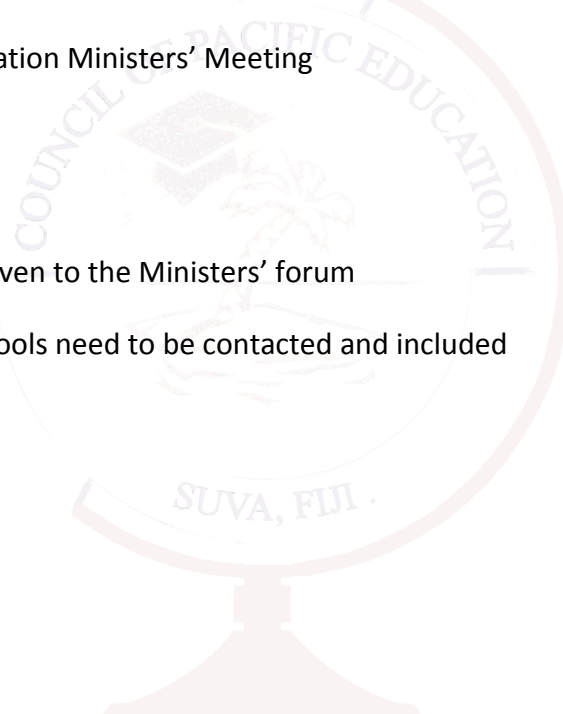 ation Ministers' Meeting
COUNCIL OF PACIFIC EDUCATION
ven to the Ministers' forum
ools need to be contacted and included
SUVA, FIJI .